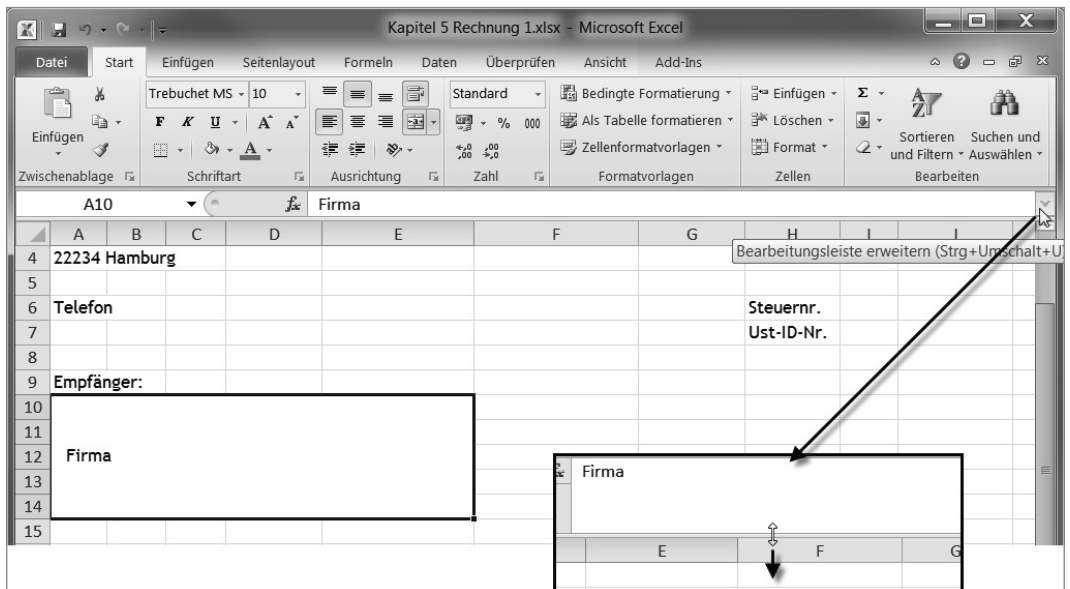 Kapitel 5 Rechnung 1.xlsx - Microsoft Excel
Datei Start Einfügen Seitenlayout Formeln Daten Überprüfen Ansicht Add-Ins
Trebuchet MS 10 Standard Bedingte Formatierung Einfügen Σ
F K U A A % 000 Als Tabelle formatieren Löschen
Einfügen A Zellenformatvorlagen Format Sortieren und Filtern Suchen und Auswählen
Zwischenablage Schriftart Ausrichtung Zahl Formatvorlagen Zellen Bearbeiten
A10 fx Firma
A B C D E F G H I
Bearbeitungsleiste erweitern (Strg+Umschalt+U)
4 22234 Hamburg
5
6 Telefon Steuernr.
7 Ust-ID-Nr.
8
9 Empfänger:
10
11
12 Firma
13
14
15
Firma
E F G